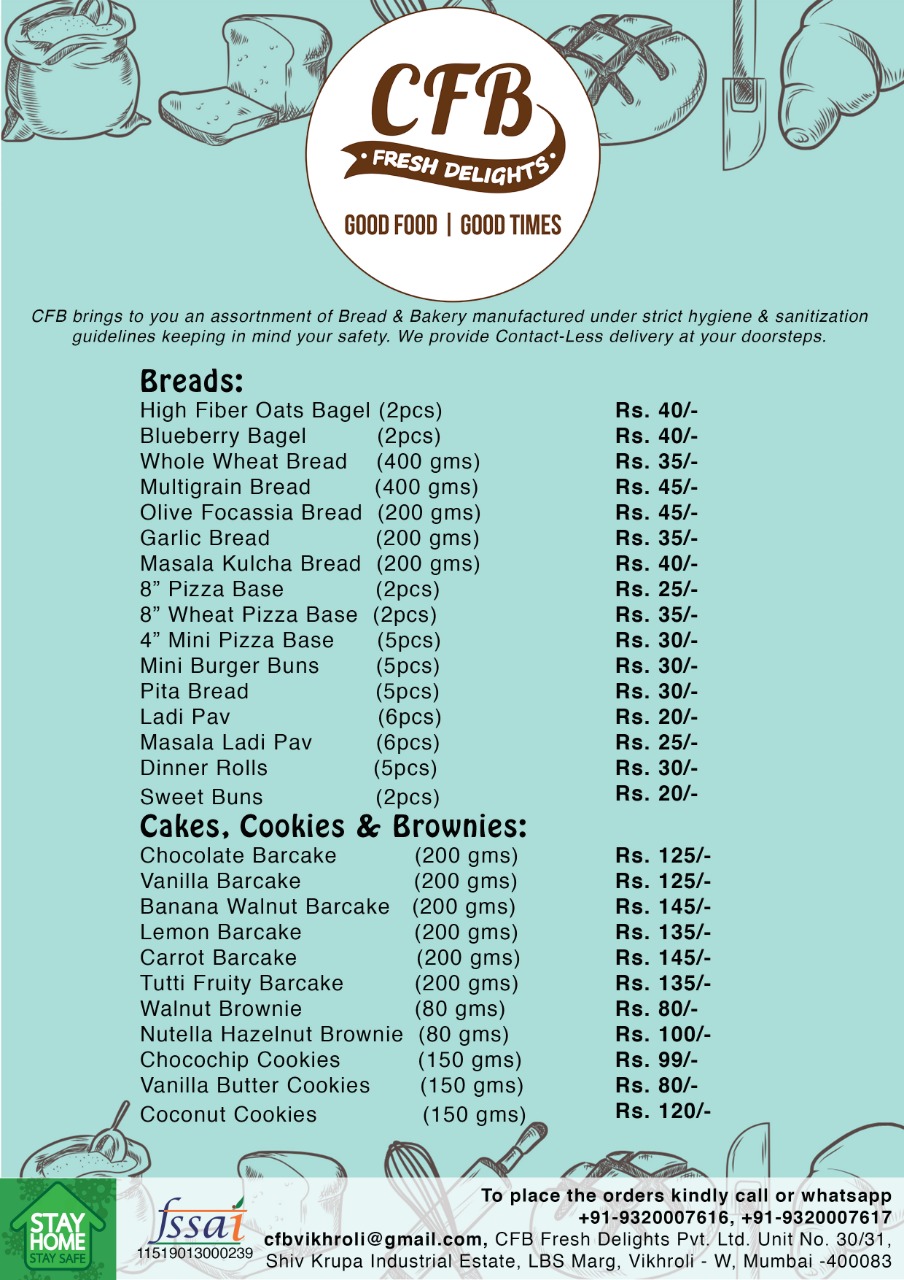 CFB
• FRESH DELIGHTS •
GOOD FOOD | GOOD TIMES
CFB brings to you an assortnment of Bread & Bakery manufactured under strict hygiene & sanitization
guidelines keeping in mind your safety. We provide Contact-Less delivery at your doorsteps.
Breads:
High Fiber Oats Bagel (2pcs) Rs. 40/-
Blueberry Bagel (2pcs) Rs. 40/-
Whole Wheat Bread (400 gms) Rs. 35/-
Multigrain Bread (400 gms) Rs. 45/-
Olive Focassia Bread (200 gms) Rs. 45/-
Garlic Bread (200 gms) Rs. 35/-
Masala Kulcha Bread (200 gms) Rs. 40/-
8” Pizza Base (2pcs) Rs. 25/-
8” Wheat Pizza Base (2pcs) Rs. 35/-
4” Mini Pizza Base (5pcs) Rs. 30/-
Mini Burger Buns (5pcs) Rs. 30/-
Pita Bread (5pcs) Rs. 30/-
Ladi Pav (6pcs) Rs. 20/-
Masala Ladi Pav (6pcs) Rs. 25/-
Dinner Rolls (5pcs) Rs. 30/-
Sweet Buns (2pcs) Rs. 20/-
Cakes, Cookies & Brownies:
Chocolate Barcake (200 gms) Rs. 125/-
Vanilla Barcake (200 gms) Rs. 125/-
Banana Walnut Barcake (200 gms) Rs. 145/-
Lemon Barcake (200 gms) Rs. 135/-
Carrot Barcake (200 gms) Rs. 145/-
Tutti Fruity Barcake (200 gms) Rs. 135/-
Walnut Brownie (80 gms) Rs. 80/-
Nutella Hazelnut Brownie (80 gms) Rs. 100/-
Chocochip Cookies (150 gms) Rs. 99/-
Vanilla Butter Cookies (150 gms) Rs. 80/-
Coconut Cookies (150 gms) Rs. 120/-
STAY
HOME
STAY SAFE
fssai
11519013000239
To place the orders kindly call or whatsapp
+91-9320007616, +91-9320007617
cfbvikhroli@gmail.com, CFB Fresh Delights Pvt. Ltd. Unit No. 30/31,
Shiv Krupa Industrial Estate, LBS Marg, Vikhroli - W, Mumbai -400083